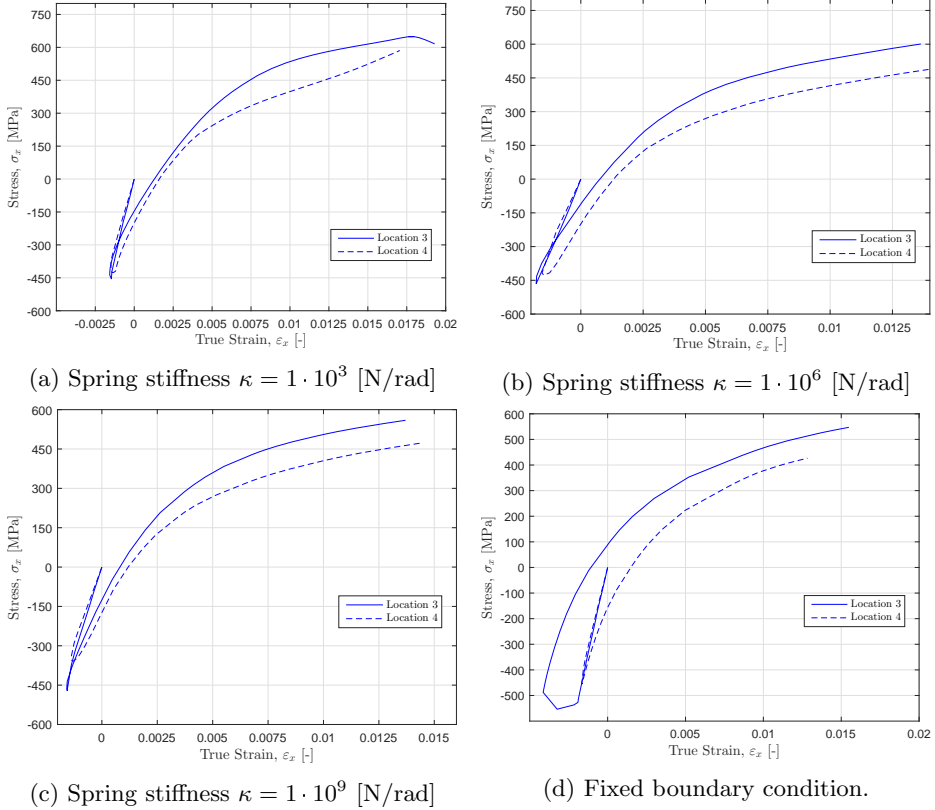 750
600
450
300
150
0
-150
-300
-450
-600
Stress, σx [MPa]
-0.0025 0 0.0025 0.005 0.0075 0.01 0.0125 0.015 0.0175 0.02
True Strain, εx [-]
Location 3
Location 4
(a) Spring stiffness κ = 1 · 10³ [N/rad]
750
600
450
300
150
0
-150
-300
-450
-600
Stress, σx [MPa]
0 0.0025 0.005 0.0075 0.01 0.0125
True Strain, εx [-]
Location 3
Location 4
(b) Spring stiffness κ = 1 · 10⁶ [N/rad]
600
450
300
150
0
-150
-300
-450
-600
Stress, σx [MPa]
0 0.0025 0.005 0.0075 0.01 0.0125 0.015
True Strain, εx [-]
Location 3
Location 4
(c) Spring stiffness κ = 1 · 10⁹ [N/rad]
600
500
400
300
200
100
0
-100
-200
-300
-400
-500
Stress, σx [MPa]
0 0.005 0.01 0.015 0.02
True Strain, εx [-]
Location 3
Location 4
(d) Fixed boundary condition.